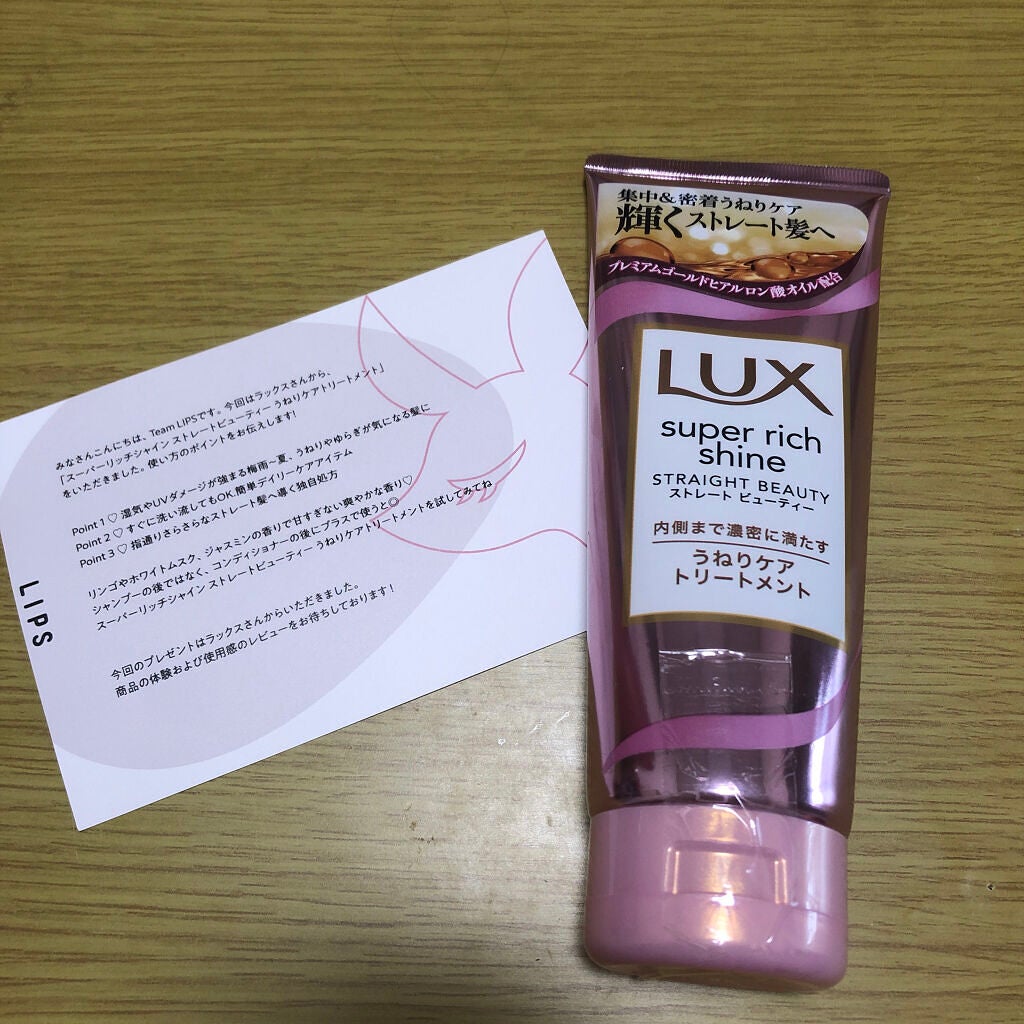 みなさんこんにちは、Team LIPSです。今回はラックスさんから、
「スーパーリッチシャイン ストレートビューティー うねりケアトリートメント」
をいただきました。使い方のポイントをお伝えします!
Point 1 ♡ 湿気やUVダメージが強まる梅雨~夏、うねりやゆらぎが気になる髪に
Point 2 ♡ すぐに洗い流してもOK.簡単デイリーケアアイテム
Point 3 ♡ 指通りさらさらなストレート髪へ導く独自処方
リンゴやホワイトムスク、ジャスミンの香りで甘すぎない爽やかな香り♡
シャンプーの後ではなく、コンディショナーの後にプラスで使うと◎
スーパーリッチシャイン ストレートビューティー うねりケアトリートメントを試してみてね
今回のプレゼントはラックスさんからいただきました。
商品の体験および使用感のレビューをお待ちしております!
LIPS
集中&密着うねりケア
輝くストレート髪へ
プレミアムゴールドヒアルロン酸オイル配合
LUX
super rich
shine
STRAIGHT BEAUTY
ストレート ビューティー
内側まで濃密に満たす
うねりケア
トリートメント